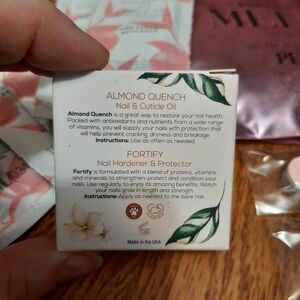 ALMOND QUENCH
Nail & Cuticle Oil
Almond Quench is a great way to restore your nail health.
Packed with antioxidants and nutrients from a wide range
of vitamins, you will supply your nails with protection that
will help prevent cracking, dryness and breakage.
Instructions: Use as often as needed.
FORTIFY
Nail Hardener & Protector
Fortify is formulated with a blend of proteins, vitamins
and minerals to strengthen, protect and condition your
nails. Use regularly to enjoy its amazing benefits. Watch
your nails grow in length and strength.
Instructions: Apply as needed to the bare nail.
Made in the USA